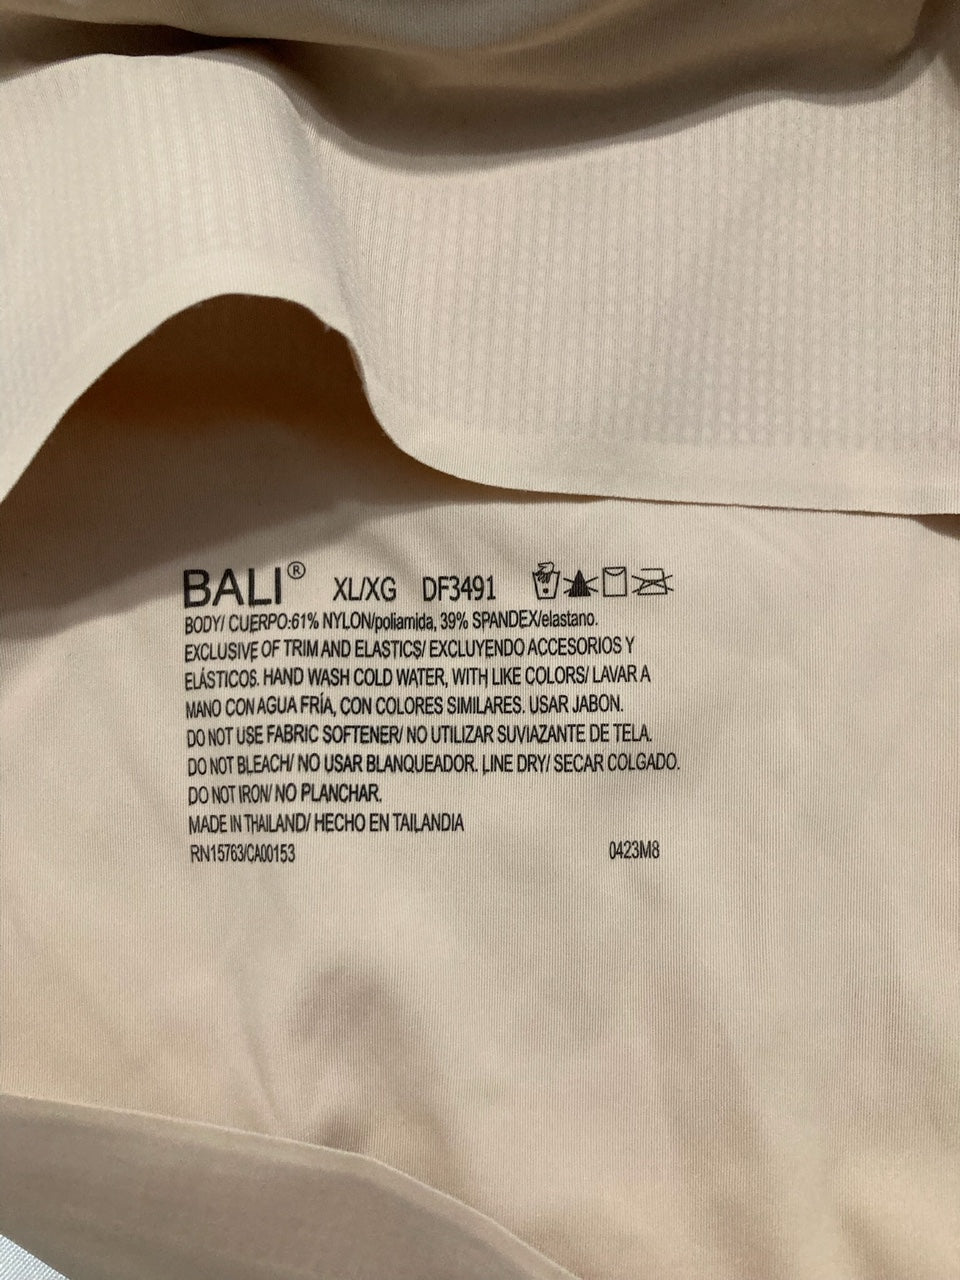 BALI® XL/XG DF3491
BODY/ CUERPO:61% NYLON/poliamida, 39% SPANDEX/elastano.
EXCLUSIVE OF TRIM AND ELASTICS/ EXCLUYENDO ACCESORIOS Y
ELÁSTICOS. HAND WASH COLD WATER, WITH LIKE COLORS/ LAVAR A
MANO CON AGUA FRÍA, CON COLORES SIMILARES. USAR JABON.
DO NOT USE FABRIC SOFTENER/ NO UTILIZAR SUVIAZANTE DE TELA.
DO NOT BLEACH/ NO USAR BLANQUEADOR. LINE DRY/ SECAR COLGADO.
DO NOT IRON/ NO PLANCHAR.
MADE IN THAILAND/ HECHO EN TAILANDIA
RN15763/CA00153 0423M8